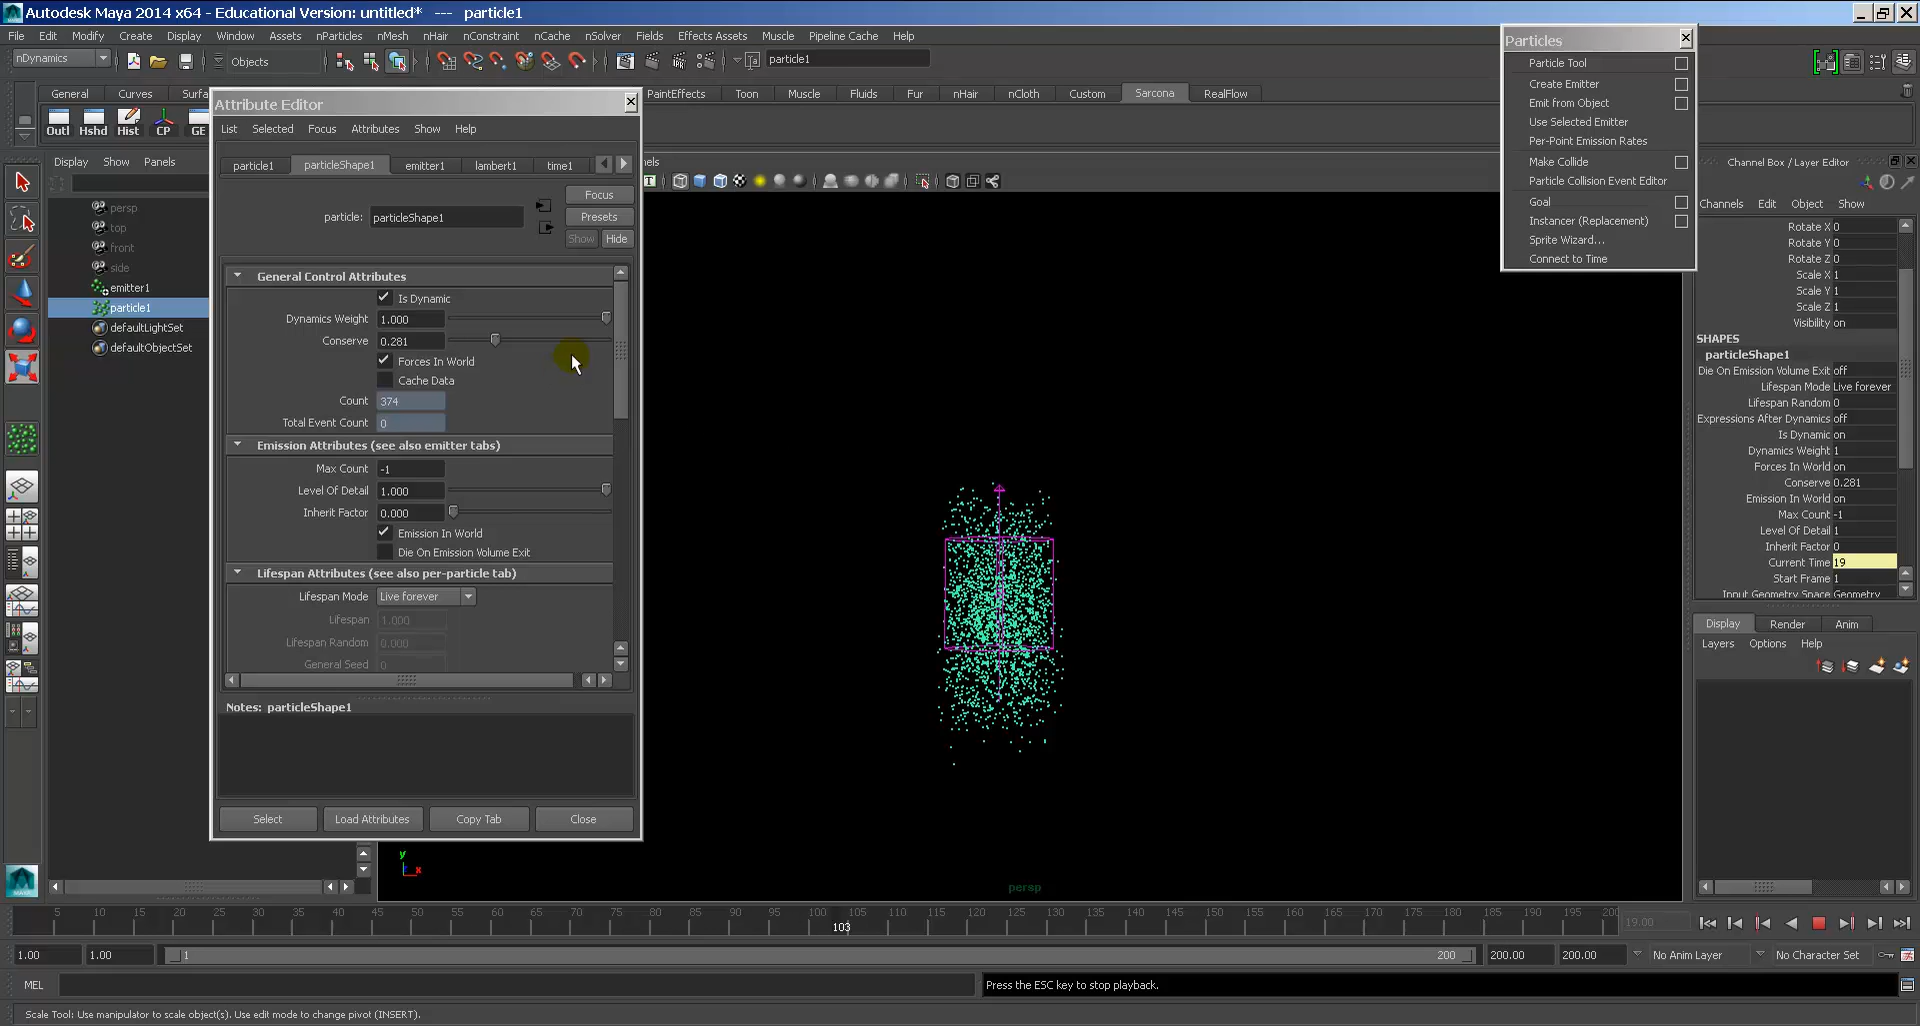 Autodesk Maya 2014 x64 - Educational Version: untitled* --- particle1
File Edit Modify Create Display Window Assets nParticles nMesh nHair nConstraint nCache nSolver Fields Effects Assets Muscle Pipeline Cache Help
nDynamics Objects particle1
General Curves Surfa PaintEffects Toon Muscle Fluids Fur nHair nCloth Custom Sarcona RealFlow
Outl Hshd Hist CP GE
Display Show Panels
persp
top
front
side
emitter1
particle1
defaultLightSet
defaultObjectSet
Attribute Editor
List Selected Focus Attributes Show Help
particle1 particleShape1 emitter1 lambert1 time1
particle: particleShape1
Focus
Presets
Show Hide
General Control Attributes
Is Dynamic
Dynamics Weight 1.000
Conserve 0.281
Forces In World
Cache Data
Count 374
Total Event Count 0
Emission Attributes (see also emitter tabs)
Max Count -1
Level Of Detail 1.000
Inherit Factor 0.000
Emission In World
Die On Emission Volume Exit
Lifespan Attributes (see also per-particle tab)
Lifespan Mode Live forever
Lifespan 1.000
Lifespan Random 0.000
General Seed 0
Notes: particleShape1
Select Load Attributes Copy Tab Close
nels
y
x
persp
Particles
Particle Tool
Create Emitter
Emit from Object
Use Selected Emitter
Per-Point Emission Rates
Make Collide
Particle Collision Event Editor
Goal
Instancer (Replacement)
Sprite Wizard...
Connect to Time
Channel Box / Layer Editor
Channels Edit Object Show
Rotate X 0
Rotate Y 0
Rotate Z 0
Scale X 1
Scale Y 1
Scale Z 1
Visibility on
SHAPES
particleShape1
Die On Emission Volume Exit off
Lifespan Mode Live forever
Lifespan Random 0
Expressions After Dynamics off
Is Dynamic on
Dynamics Weight 1
Forces In World on
Conserve 0.281
Emission In World on
Max Count -1
Level Of Detail 1
Inherit Factor 0
Current Time 19
Start Frame 1
Input Geometry Space Geometry
Display Render Anim
Layers Options Help
5 10 15 20 25 30 35 40 45 50 55 60 65 70 75 80 85 90 95 100 105 110 115 120 125 130 135 140 145 150 155 160 165 170 175 180 185 190 195 200
103
19.00
1.00 1.00 1 200 200.00 200.00 No Anim Layer No Character Set
MEL Press the ESC key to stop playback.
Scale Tool: Use manipulator to scale object(s). Use edit mode to change pivot (INSERT).